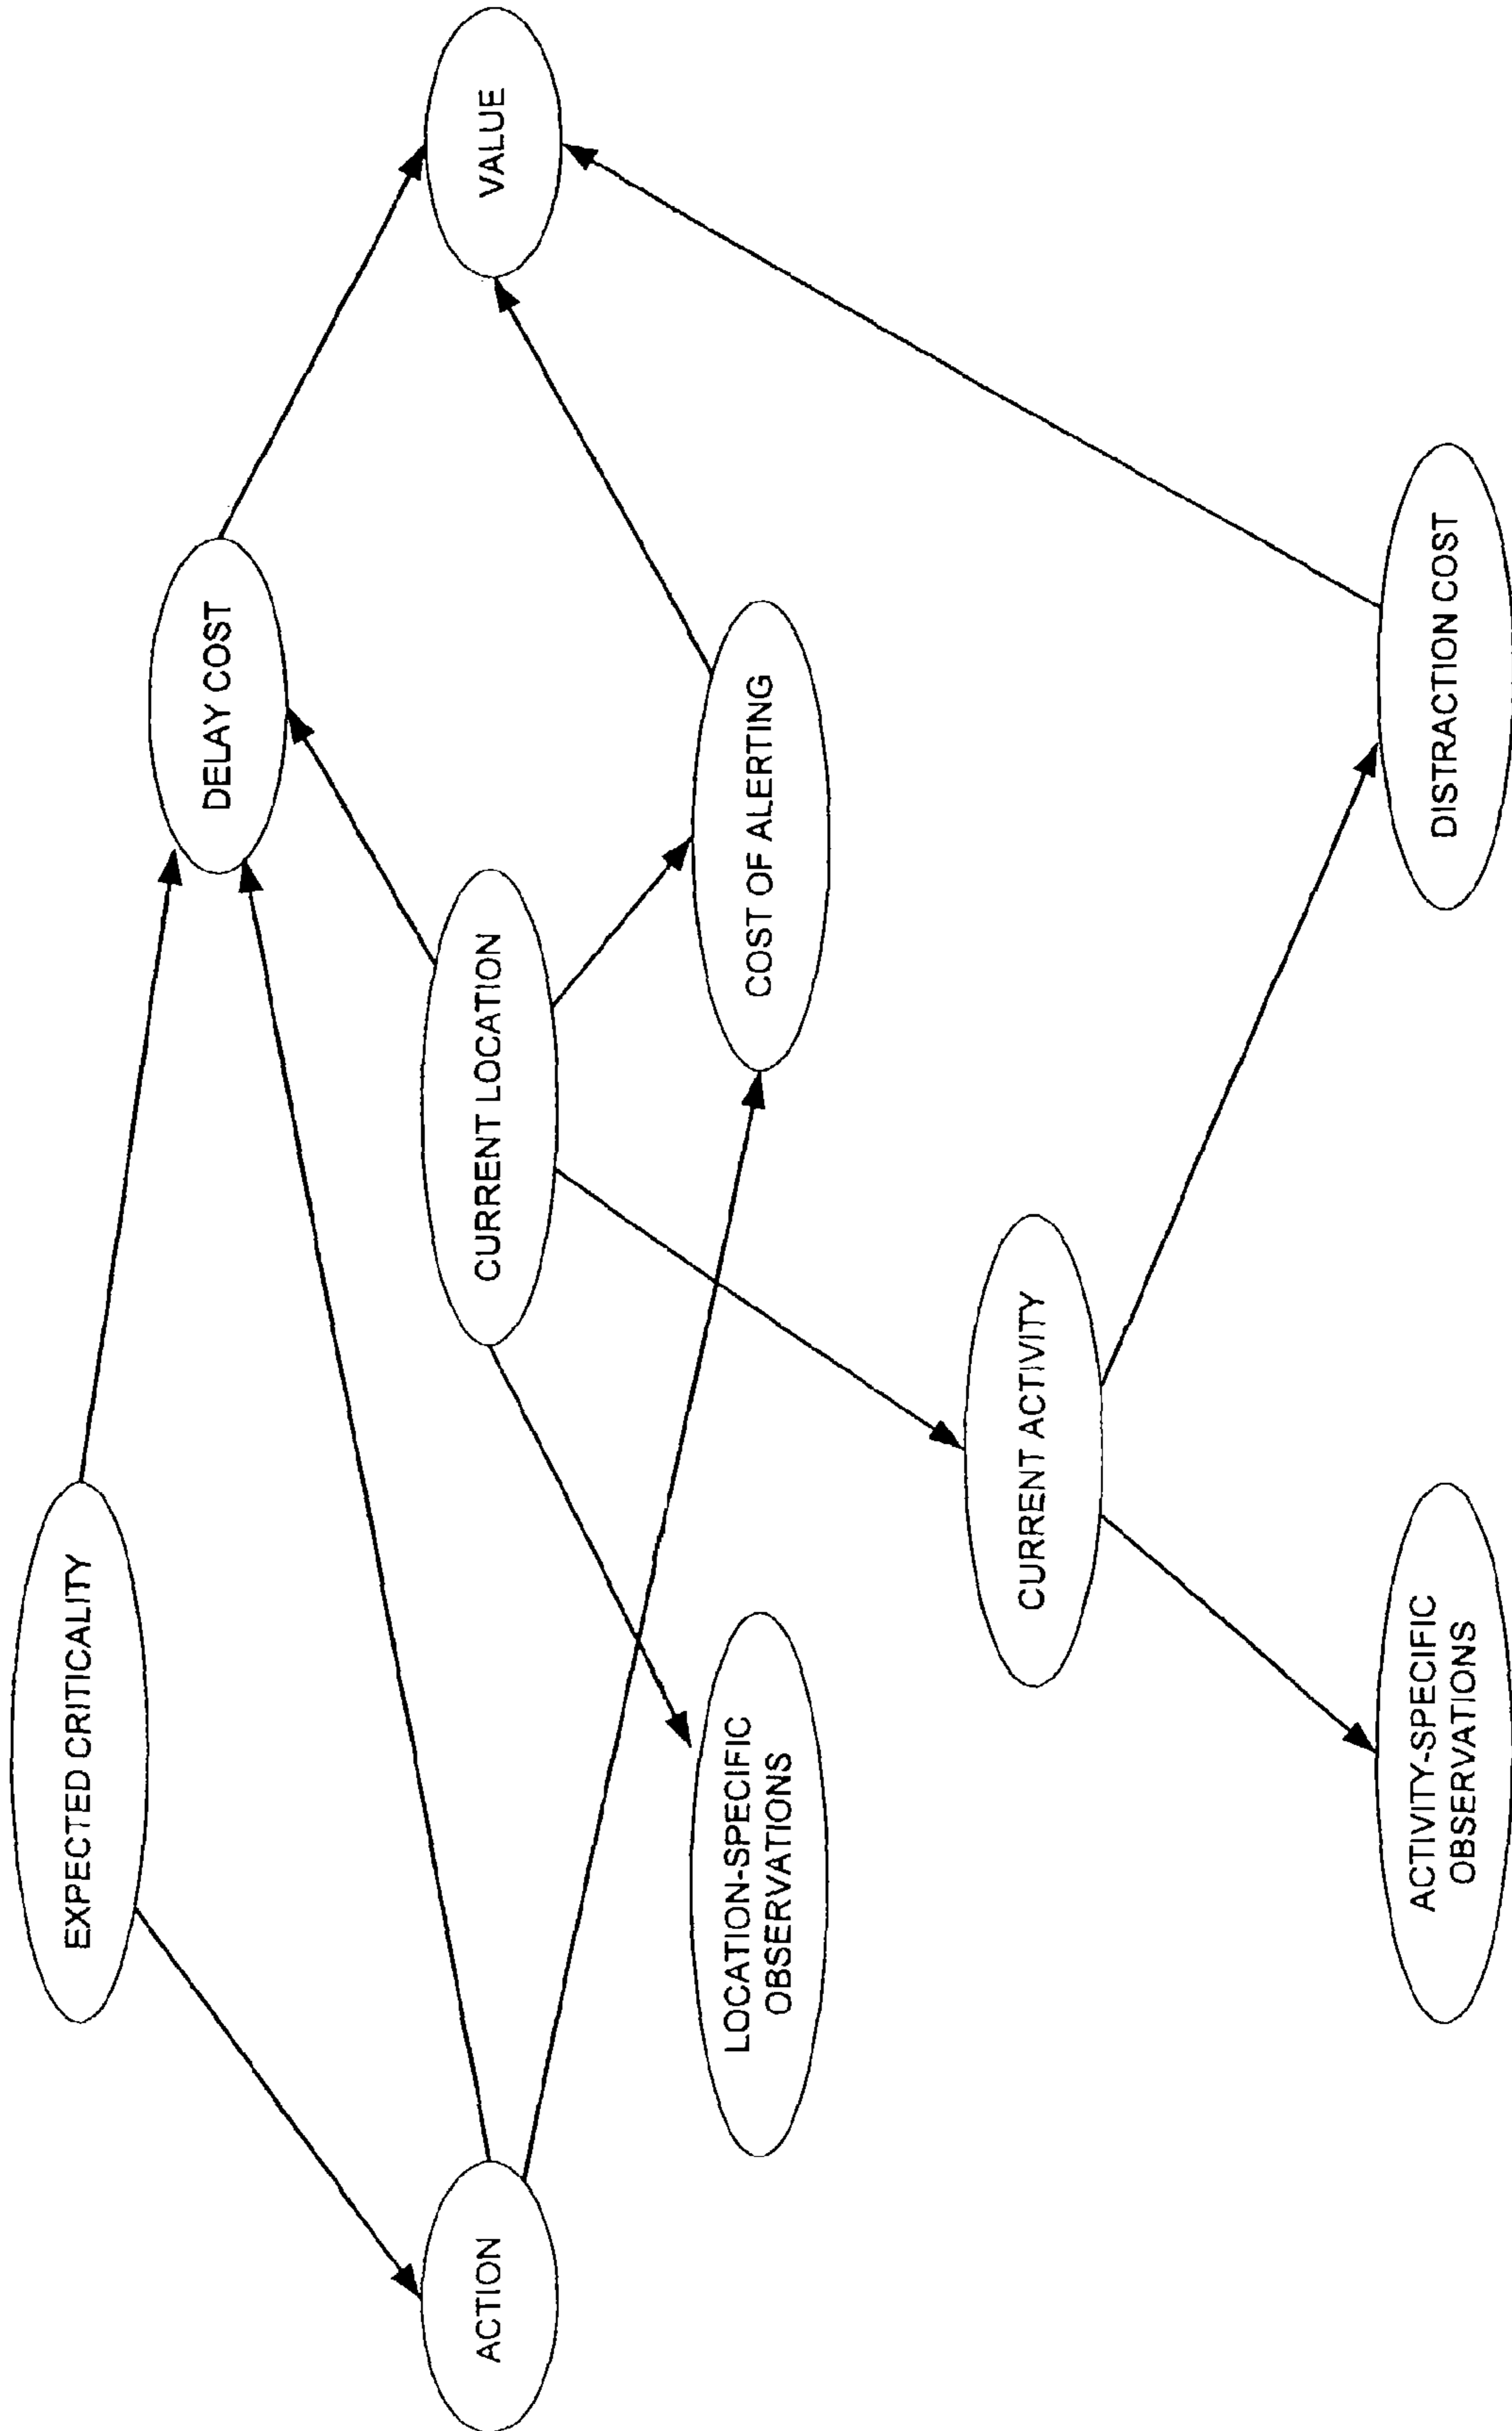 EXPECTED CRITICALITY
DELAY COST
ACTION
CURRENT LOCATION
VALUE
LOCATION-SPECIFIC
OBSERVATIONS
COST OF ALERTING
CURRENT ACTIVITY
ACTIVITY-SPECIFIC
OBSERVATIONS
DISTRACTION COST